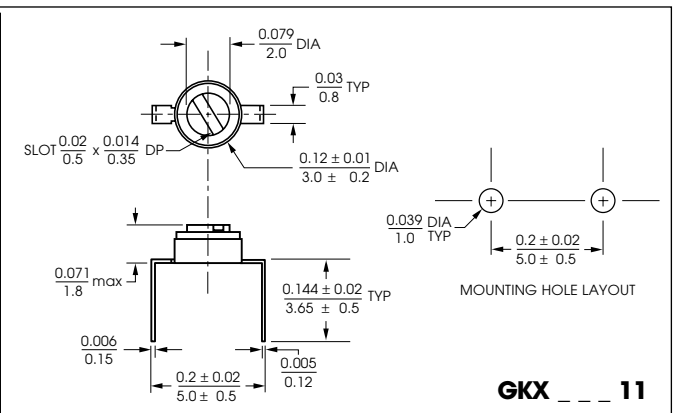 0.079
2.0 DIA
0.03
0.8 TYP
SLOT 0.02
0.5 x 0.014
0.35 DP
0.12 ± 0.01
3.0 ± 0.2 DIA
0.039 DIA
1.0 TYP
0.2 ± 0.02
5.0 ± 0.5
MOUNTING HOLE LAYOUT
0.071
1.8 max
0.144 ± 0.02
3.65 ± 0.5 TYP
0.006
0.15
0.005
0.12
0.2 ± 0.02
5.0 ± 0.5
GKX _ _ _ 11